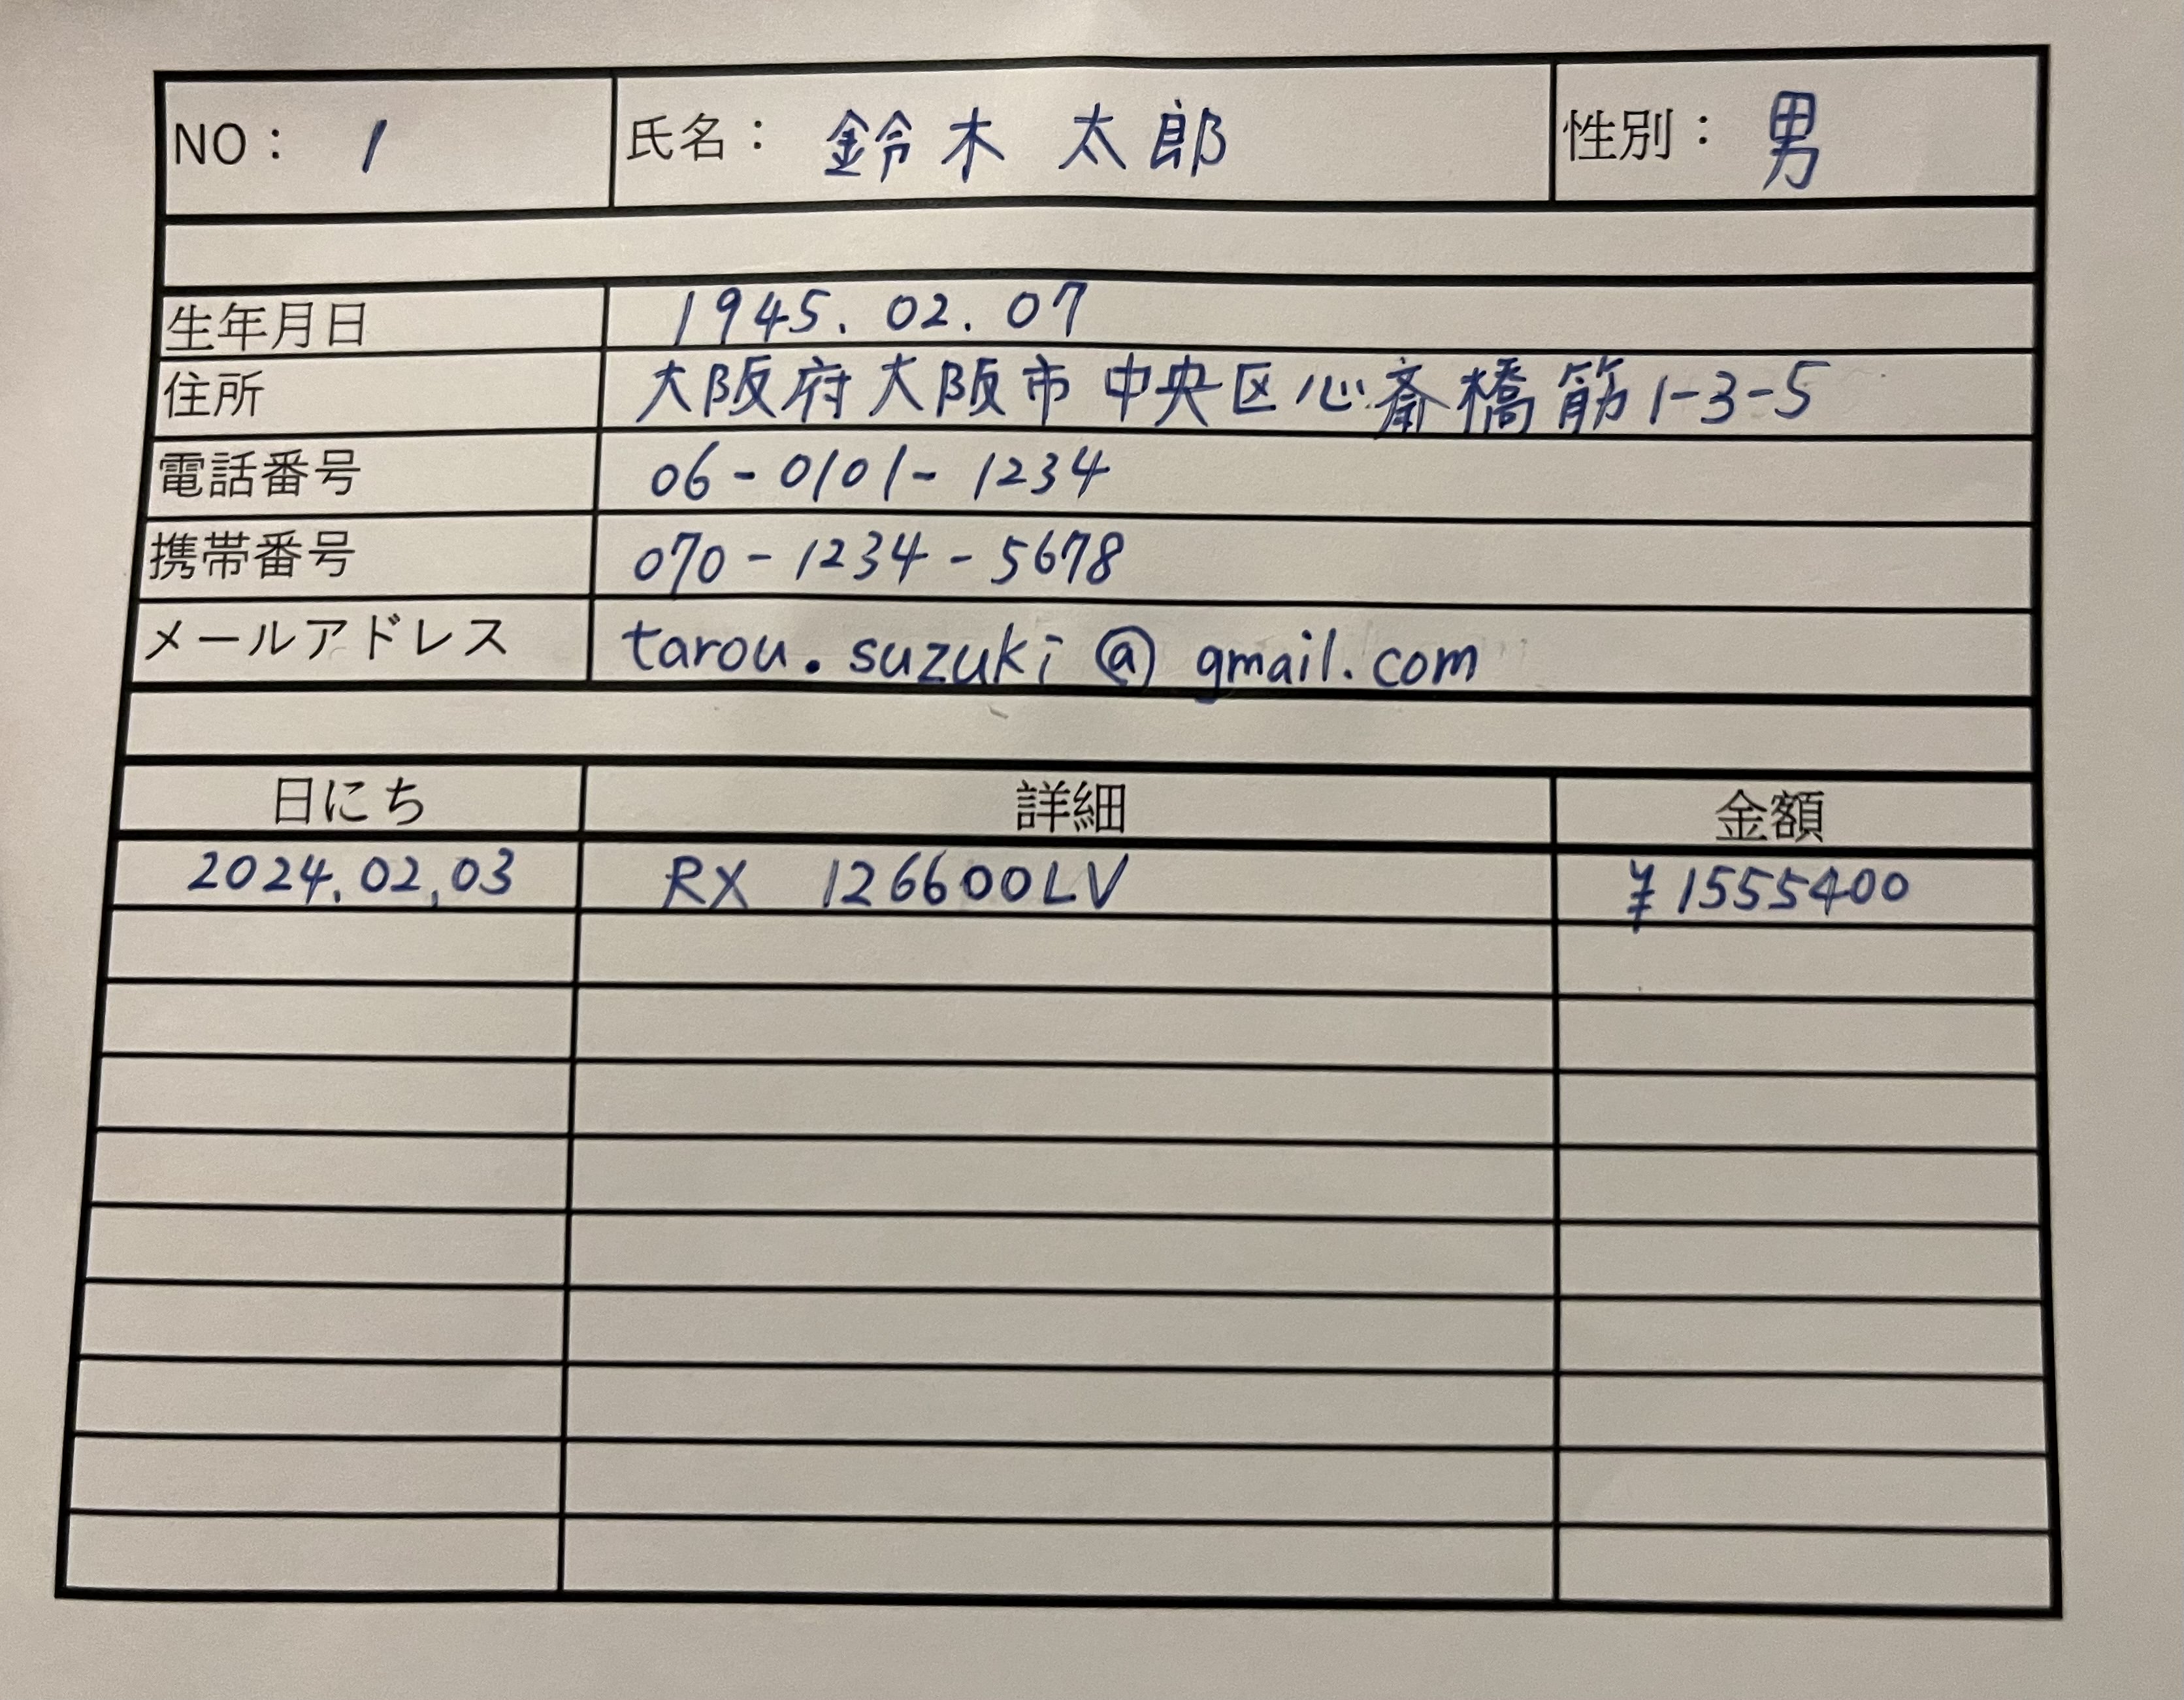 NO： 1 氏名： 鈴木 太郎 性別： 男
生年月日 1945.02.07
住所 大阪府大阪市中央区心斎橋筋1-3-5
電話番号 06-0101-1234
携帯番号 070-1234-5678
メールアドレス tarou.suzuki@gmail.com
日にち 詳細 金額
2024.02.03 RX 126600LV ¥1555400